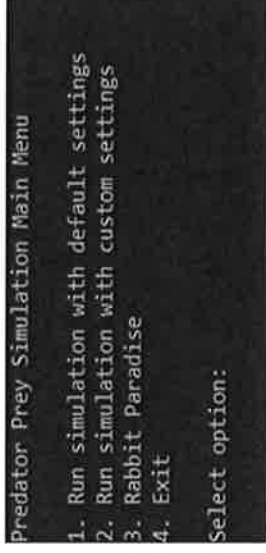 Predator Prey Simulation Main Menu
1. Run simulation with default settings
2. Run simulation with custom settings
3. Rabbit Paradise
4. Exit
Select option: